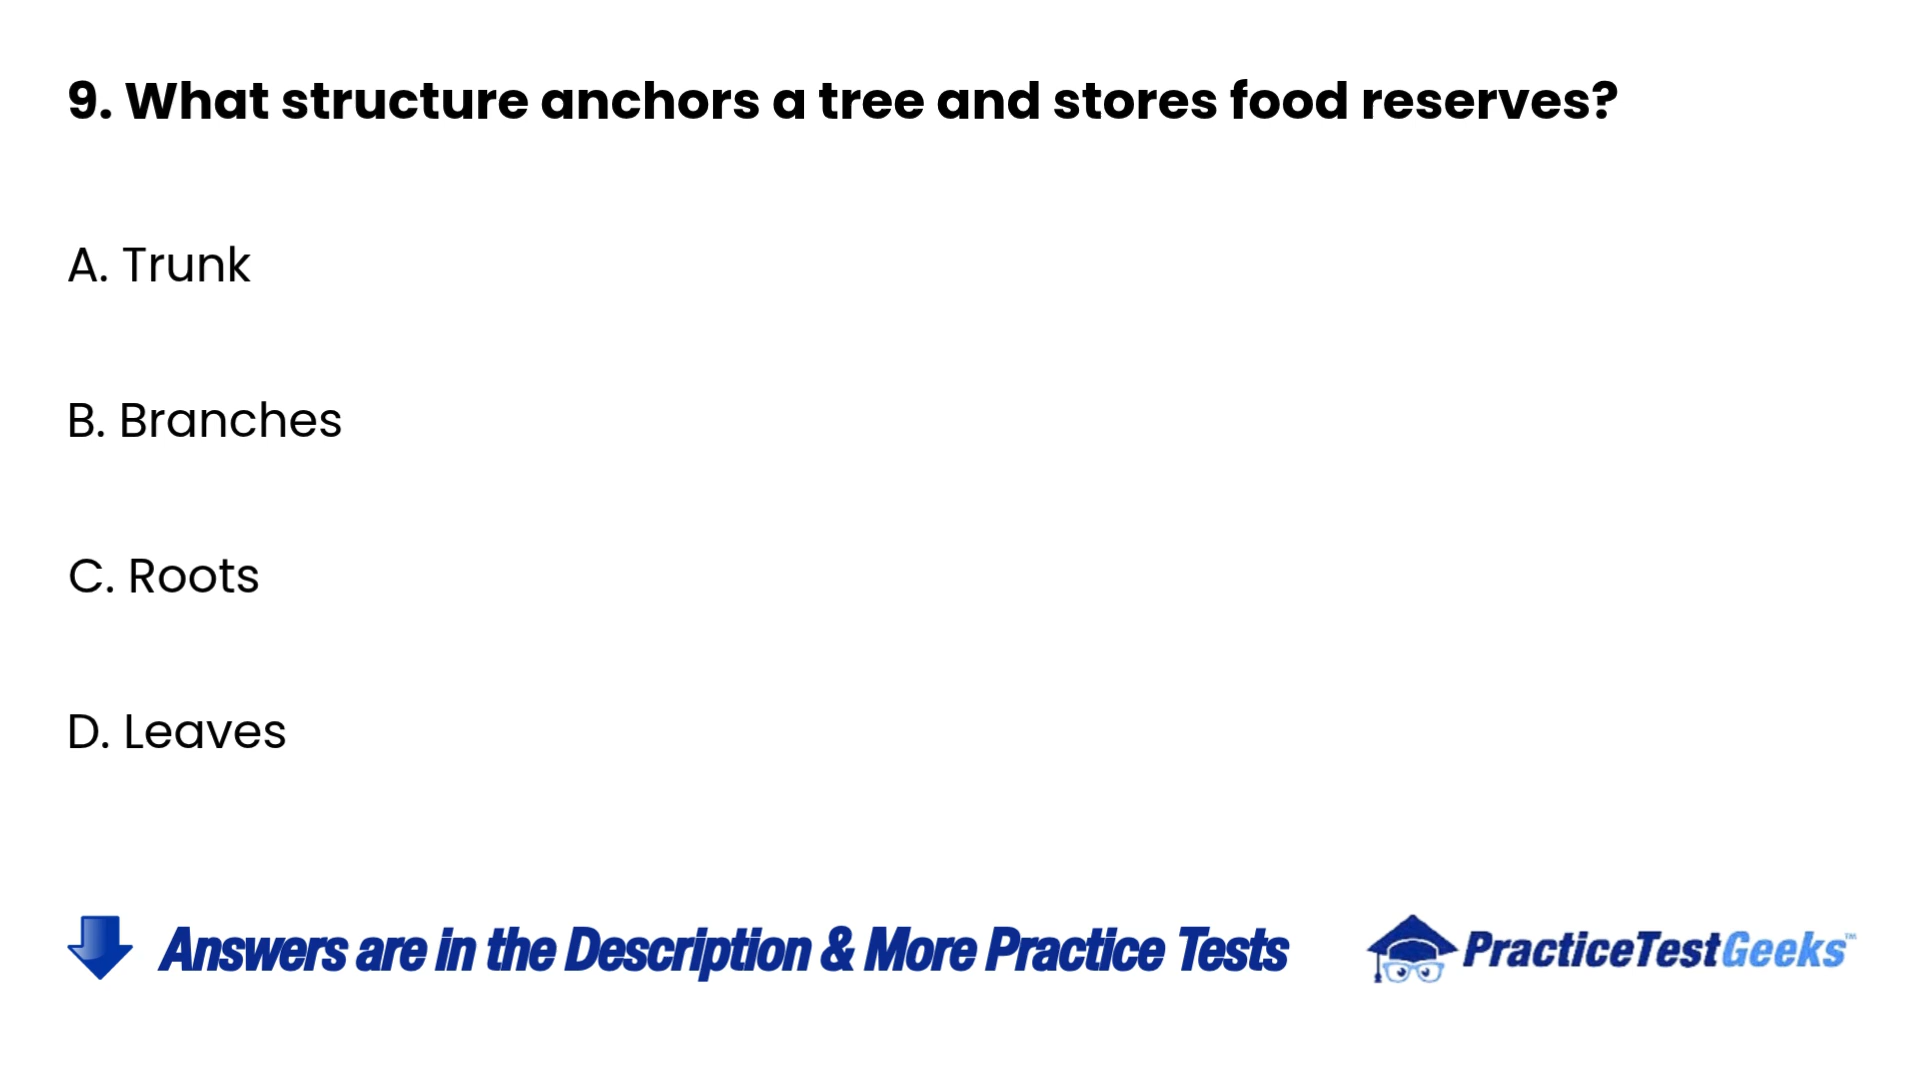 9. What structure anchors a tree and stores food reserves?
A. Trunk
B. Branches
C. Roots
D. Leaves
Answers are in the Description & More Practice Tests
PracticeTestGeeks™